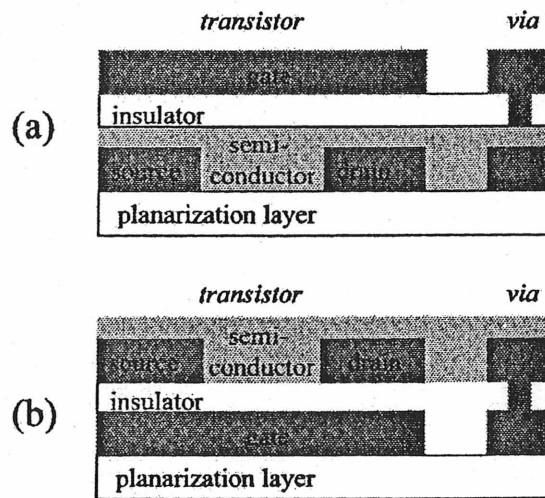 transistor via
gate
insulator
semi-
source conductor drain
planarization layer
(a)
transistor via
semi-
source conductor drain
insulator
gate
planarization layer
(b)